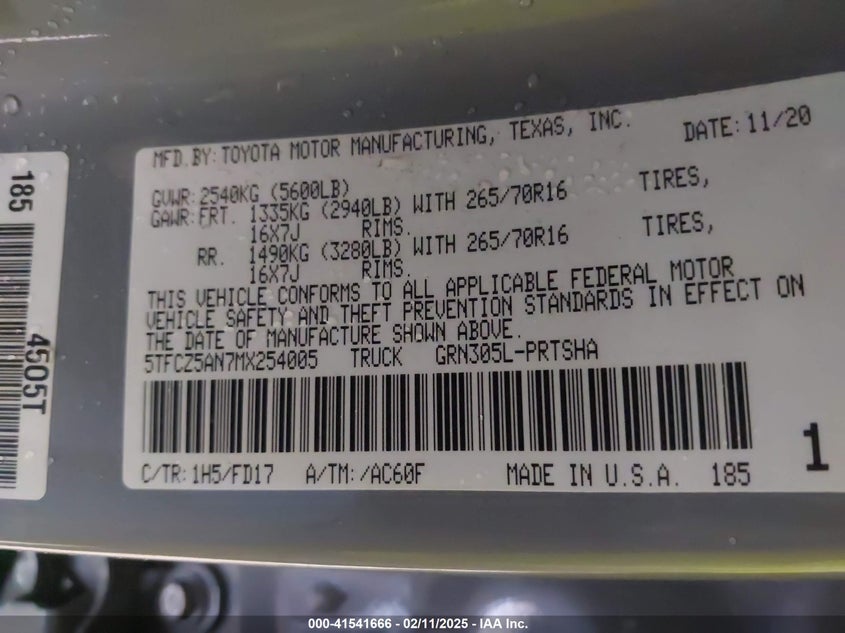 MFD.BY:TOYOTA MOTOR MANUFACTURING, TEXAS, INC. DATE:11/20
GVWR:2540KG (5600LB)
GAWR:FRT. 1335KG (2940LB) WITH 265/70R16 TIRES,
16X7J RIMS.
RR. 1490KG (3280LB) WITH 265/70R16 TIRES,
16X7J RIMS.
THIS VEHICLE CONFORMS TO ALL APPLICABLE FEDERAL MOTOR
VEHICLE SAFETY AND THEFT PREVENTION STANDARDS IN EFFECT ON
THE DATE OF MANUFACTURE SHOWN ABOVE.
5TFCZ5AN7MX254005 TRUCK GRN305L-PRTSHA
C/TR:1H5/FD17 A/TM:/AC60F MADE IN U.S.A. 185
1
185
4505T
000-41541666 - 02/11/2025 - IAA Inc.